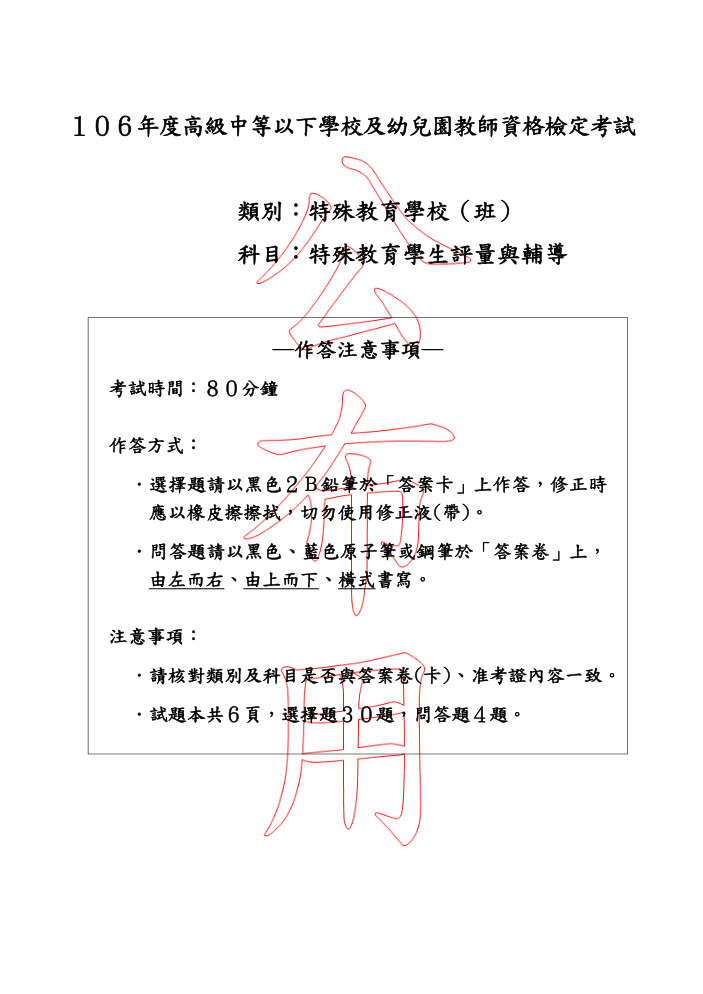 １０６年度高級中等以下學校及幼兒園教師資格檢定考試
類別：特殊教育學校（班）
科目：特殊教育學生評量與輔導
—作答注意事項—
考試時間：８０分鐘
作答方式：
．選擇題請以黑色２Ｂ鉛筆於「答案卡」上作答，修正時
應以橡皮擦擦拭，切勿使用修正液(帶)。
．問答題請以黑色、藍色原子筆或鋼筆於「答案卷」上，
由左而右、由上而下、橫式書寫。
注意事項：
．請核對類別及科目是否與答案卷(卡)、准考證內容一致。
．試題本共６頁，選擇題３０題，問答題４題。
公布用